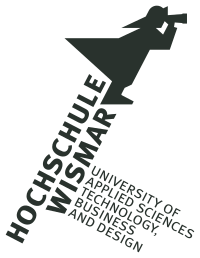 HOCHSCHULE
WISMAR
UNIVERSITY OF
APPLIED SCIENCES
TECHNOLOGY,
BUSINESS
AND DESIGN